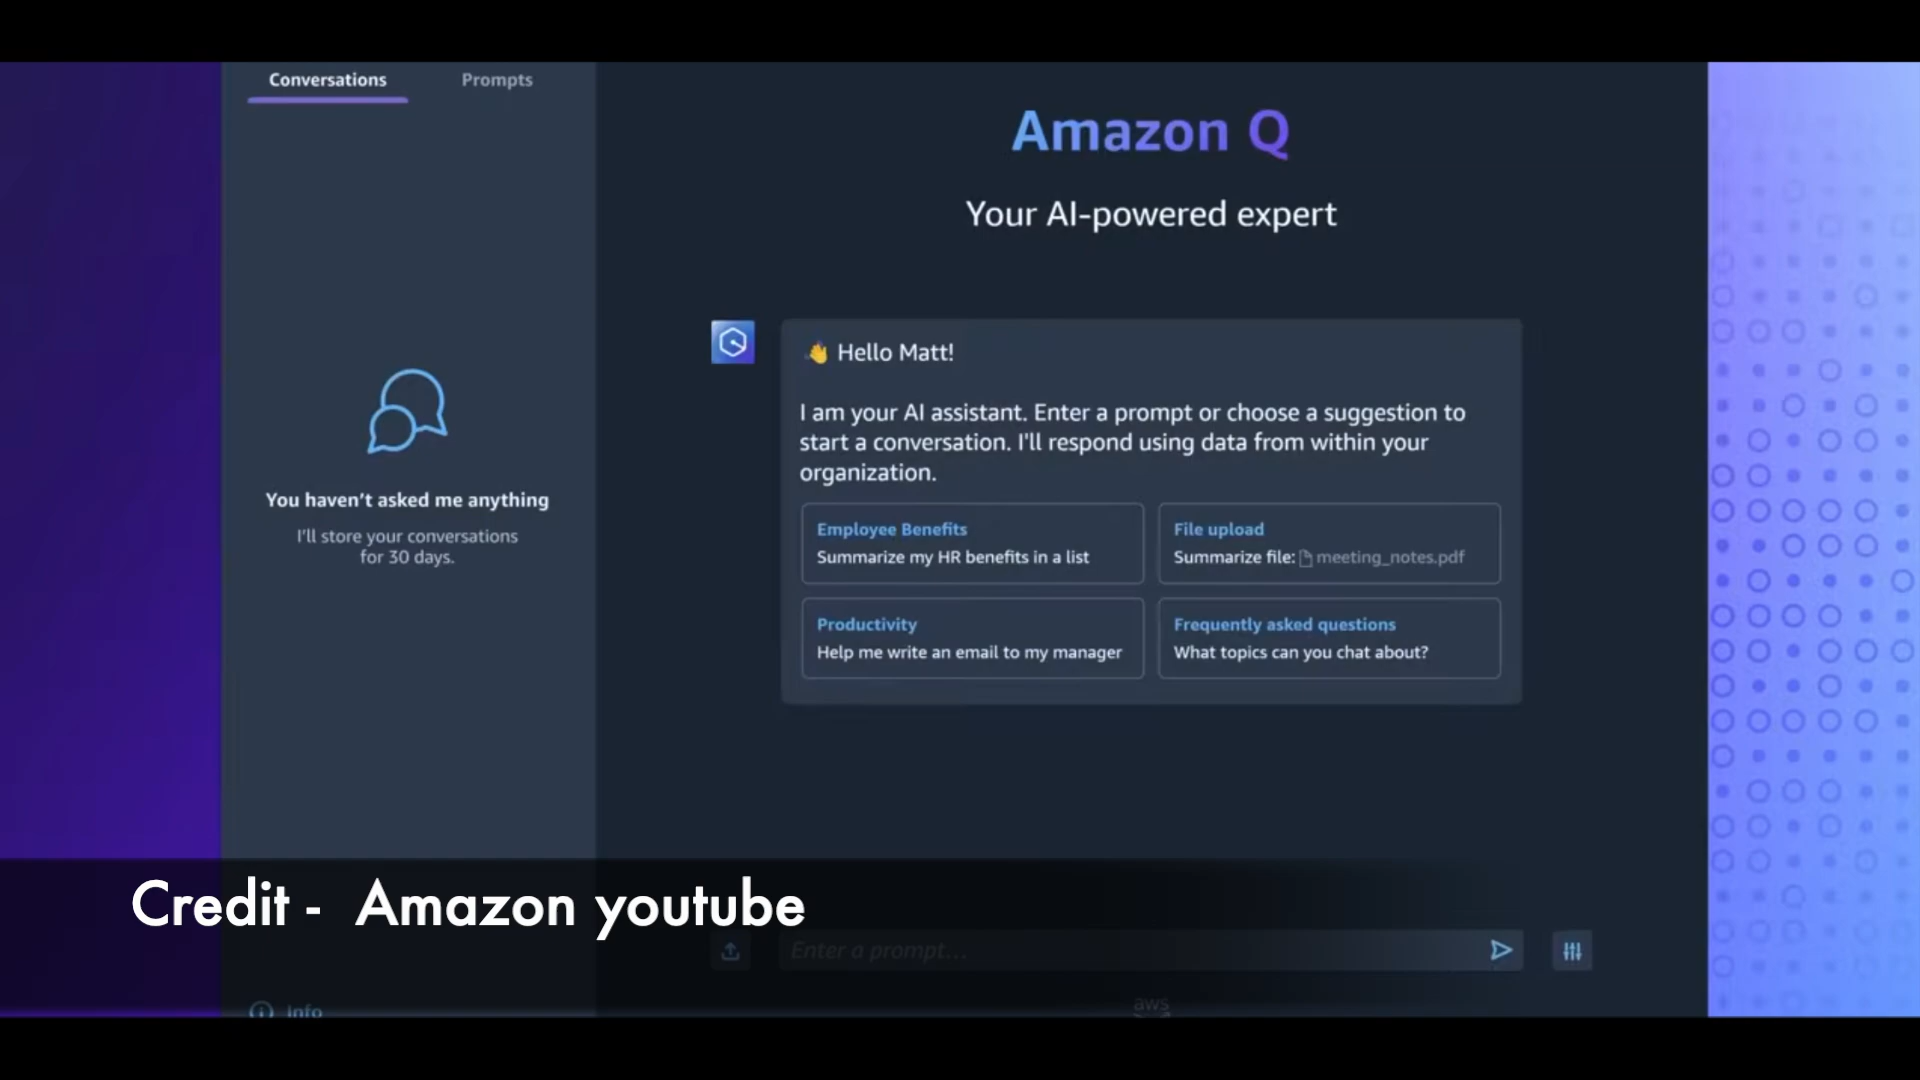 Conversations
Prompts
Amazon Q
Your AI-powered expert
👋 Hello Matt!
I am your AI assistant. Enter a prompt or choose a suggestion to
start a conversation. I'll respond using data from within your
organization.
Employee Benefits
Summarize my HR benefits in a list
File upload
Summarize file: meeting_notes.pdf
Productivity
Help me write an email to my manager
Frequently asked questions
What topics can you chat about?
You haven't asked me anything
I'll store your conversations
for 30 days.
Credit - Amazon youtube
Enter a prompt...
Info
aws